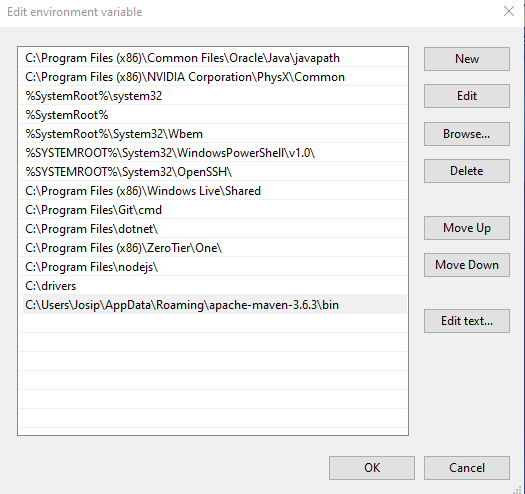 Edit environment variable
C:\Program Files (x86)\Common Files\Oracle\Java\javapath
C:\Program Files (x86)\NVIDIA Corporation\PhysX\Common
%SystemRoot%\system32
%SystemRoot%
%SystemRoot%\System32\Wbem
%SYSTEMROOT%\System32\WindowsPowerShell\v1.0\
%SYSTEMROOT%\System32\OpenSSH\
C:\Program Files (x86)\Windows Live\Shared
C:\Program Files\Git\cmd
C:\Program Files\dotnet\
C:\Program Files (x86)\ZeroTier\One\
C:\Program Files\nodejs\
C:\drivers
C:\Users\Josip\AppData\Roaming\apache-maven-3.6.3\bin
New
Edit
Browse...
Delete
Move Up
Move Down
Edit text...
OK
Cancel